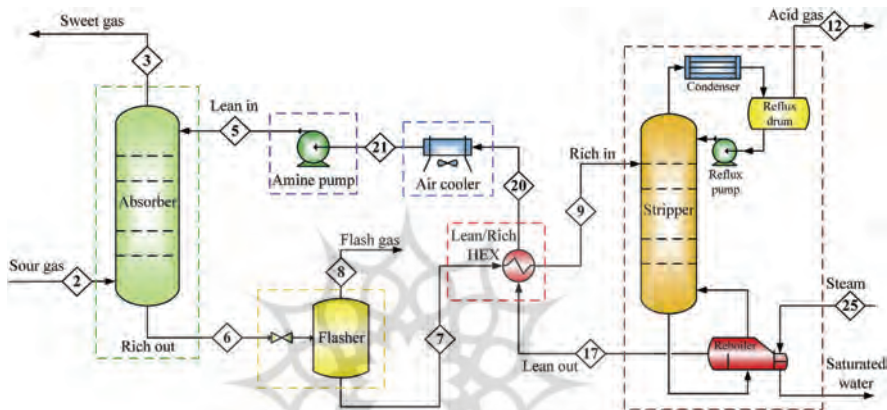 Sweet gas
3
Acid gas
12
Condenser
Reflux
drum
Lean in
5
21
Amine pump
Air cooler
20
Rich in
9
Reflux
pump
Absorber
Stripper
Lean/Rich
HEX
Flash gas
8
Sour gas
2
Steam
25
Rich out
6
Flasher
7
Lean out
17
Reboiler
Saturated
water